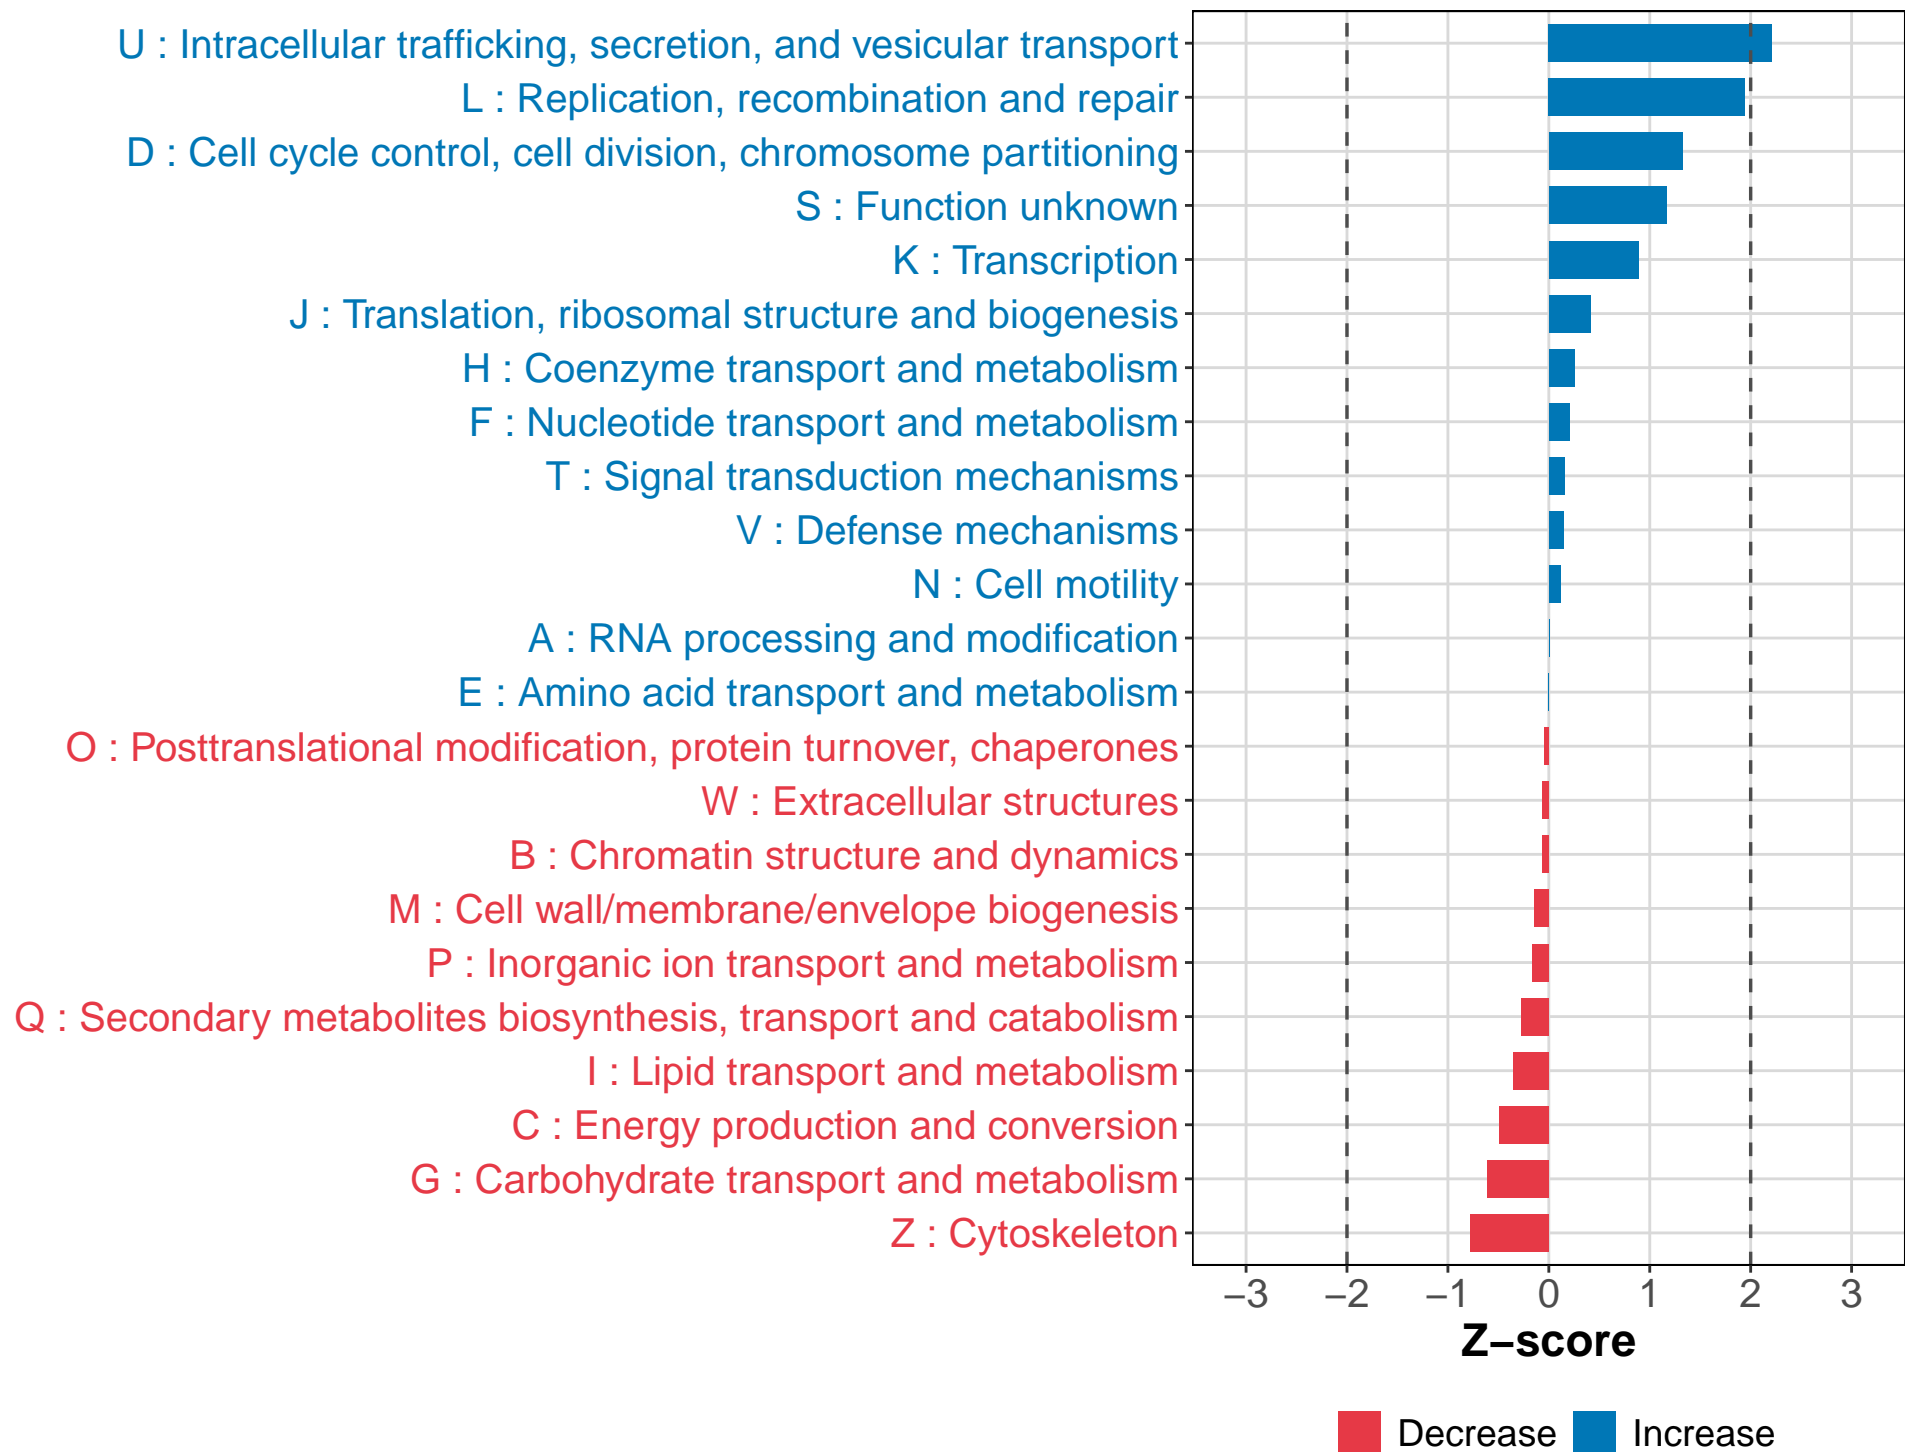 U : Intracellular trafficking, secretion, and vesicular transport
L : Replication, recombination and repair
D : Cell cycle control, cell division, chromosome partitioning
S : Function unknown
K : Transcription
J : Translation, ribosomal structure and biogenesis
H : Coenzyme transport and metabolism
F : Nucleotide transport and metabolism
T : Signal transduction mechanisms
V : Defense mechanisms
N : Cell motility
A : RNA processing and modification
E : Amino acid transport and metabolism
O : Posttranslational modification, protein turnover, chaperones
W : Extracellular structures
B : Chromatin structure and dynamics
M : Cell wall/membrane/envelope biogenesis
P : Inorganic ion transport and metabolism
Q : Secondary metabolites biosynthesis, transport and catabolism
I : Lipid transport and metabolism
C : Energy production and conversion
G : Carbohydrate transport and metabolism
Z : Cytoskeleton
−3 −2 −1 0 1 2 3
Z−score
Decrease Increase